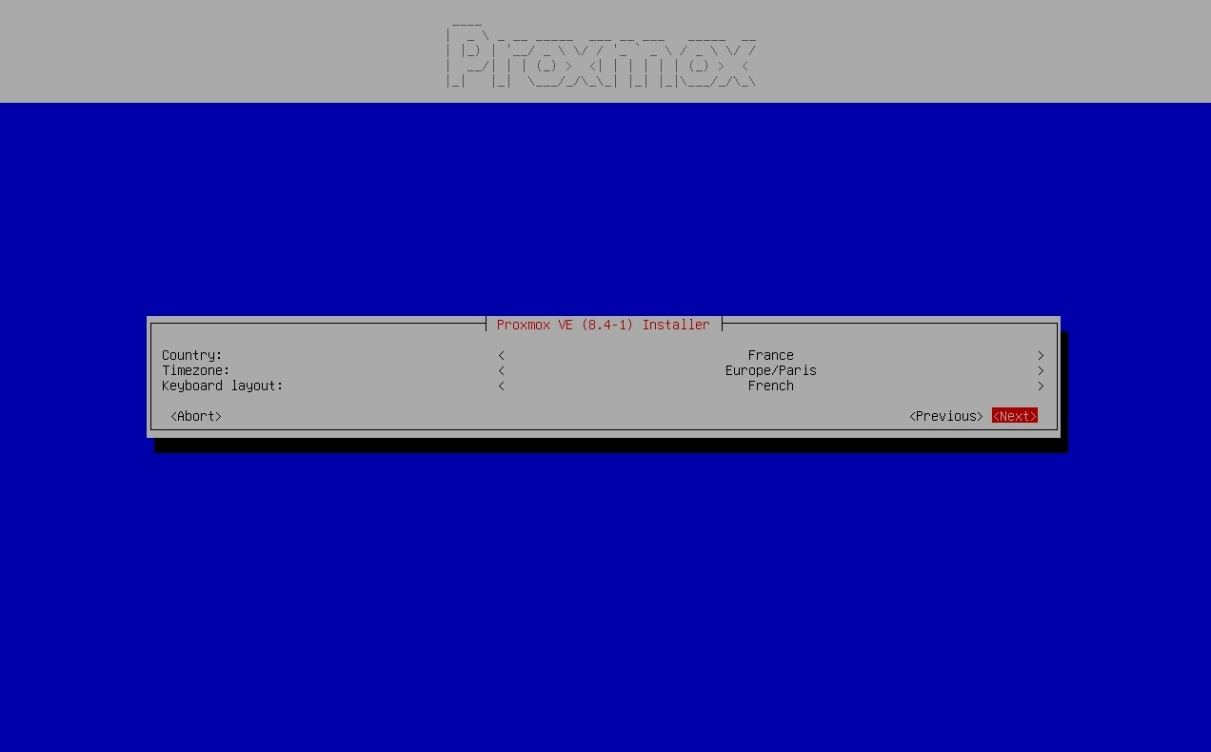 Proxmox
Proxmox VE (8.4-1) Installer
Country: < France >
Timezone: < Europe/Paris >
Keyboard layout: < French >
<Abort> <Previous> <Next>